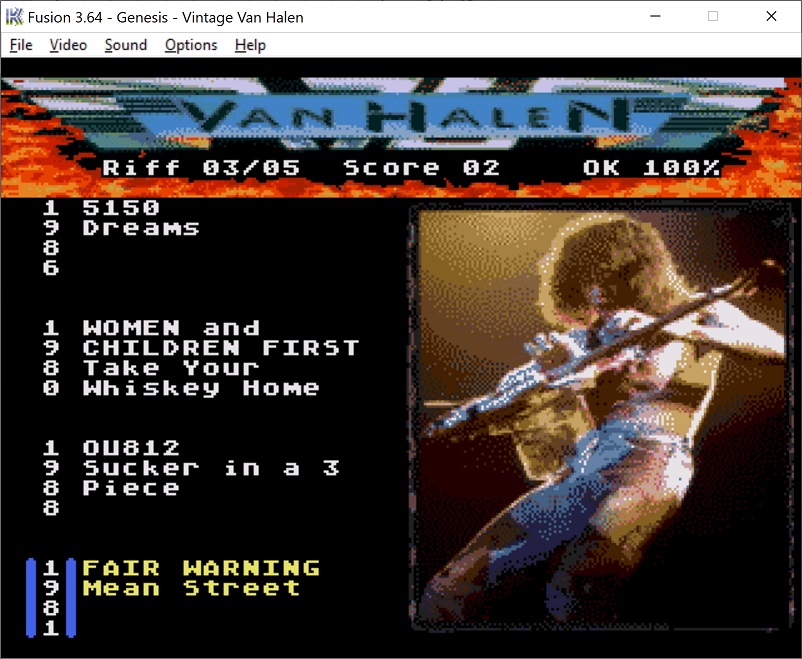 Fusion 3.64 - Genesis - Vintage Van Halen
File Video Sound Options Help
VAN HALEN
Riff 03/05 Score 02 OK 100%
1 5150
9 Dreams
8
6
1 WOMEN and
9 CHILDREN FIRST
8 Take Your
0 Whiskey Home
1 OU812
9 Sucker in a 3
8 Piece
8
1 FAIR WARNING
9 Mean Street
8
1